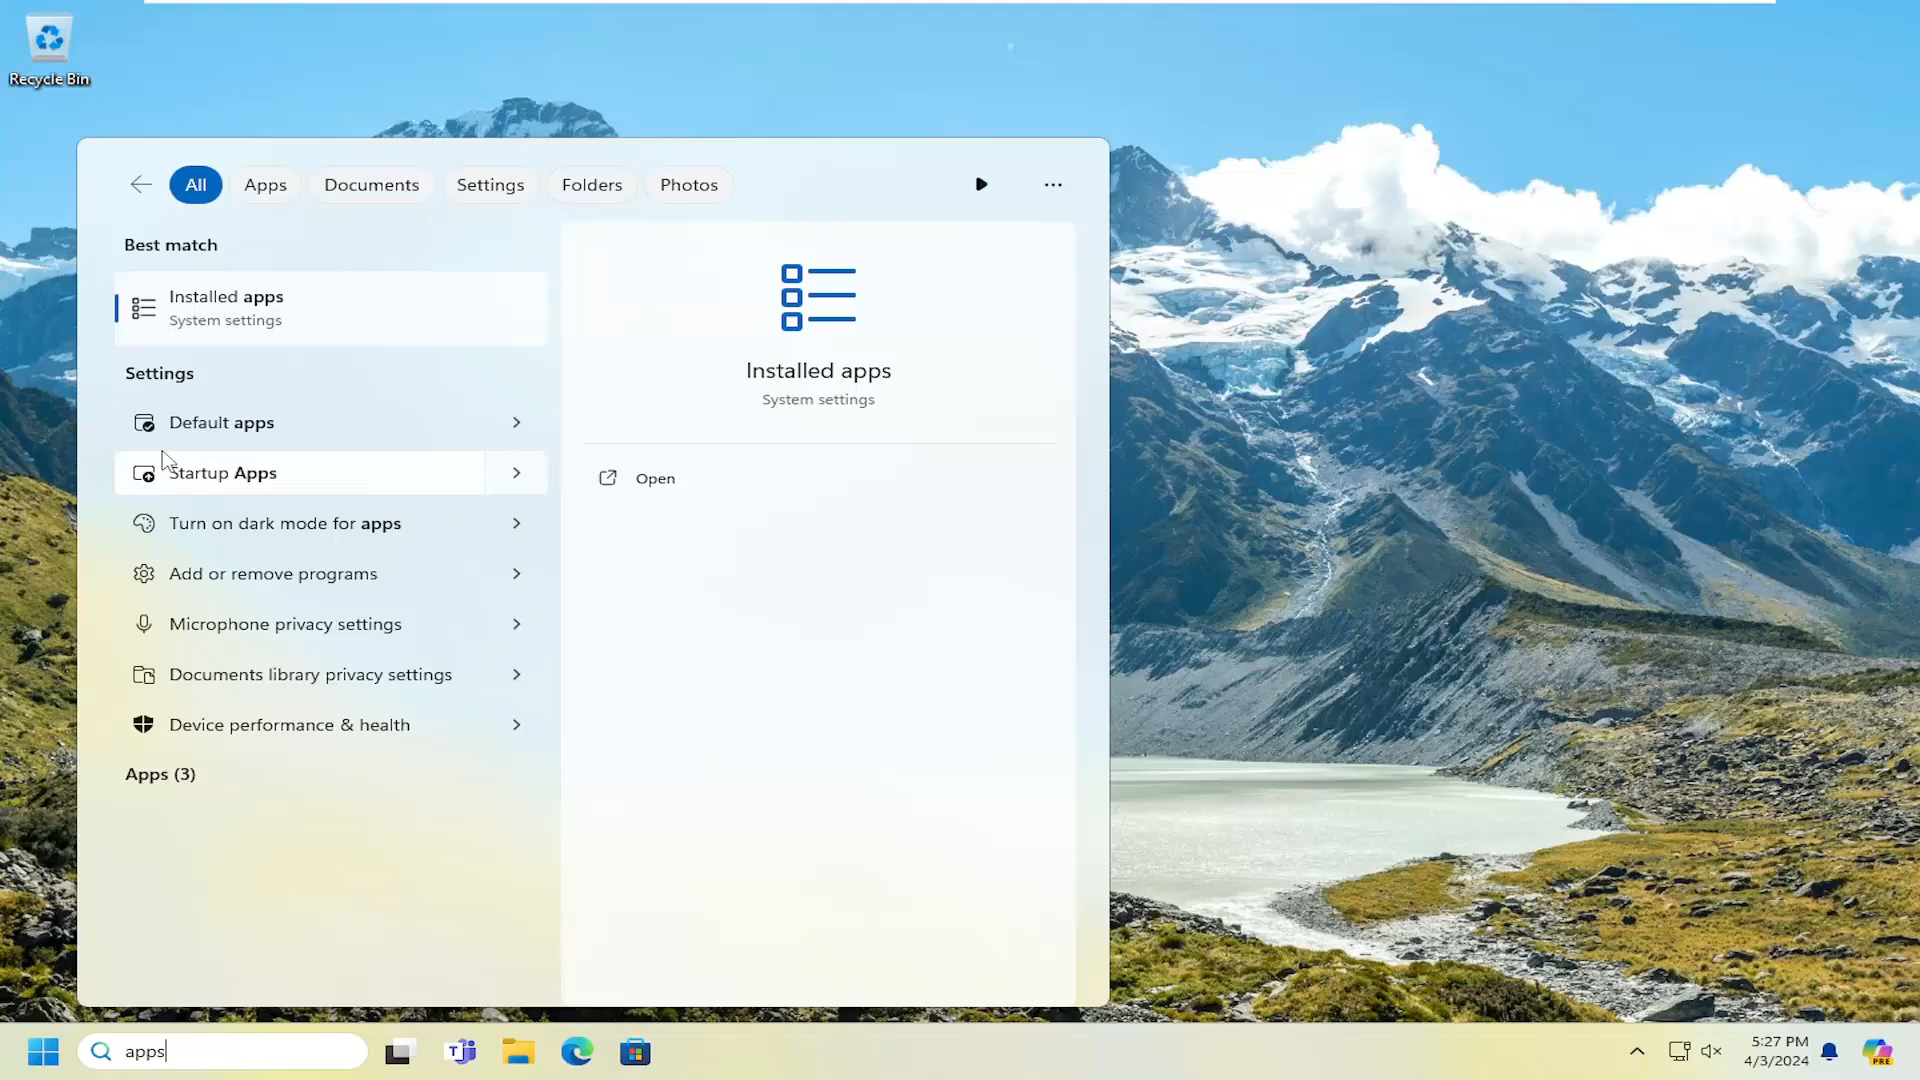 Recycle Bin
All
Apps
Documents
Settings
Folders
Photos
Best match
Installed apps
System settings
Settings
Default apps
Startup Apps
Turn on dark mode for apps
Add or remove programs
Microphone privacy settings
Documents library privacy settings
Device performance & health
Apps (3)
Installed apps
System settings
Open
apps
5:27 PM
4/3/2024
PRE